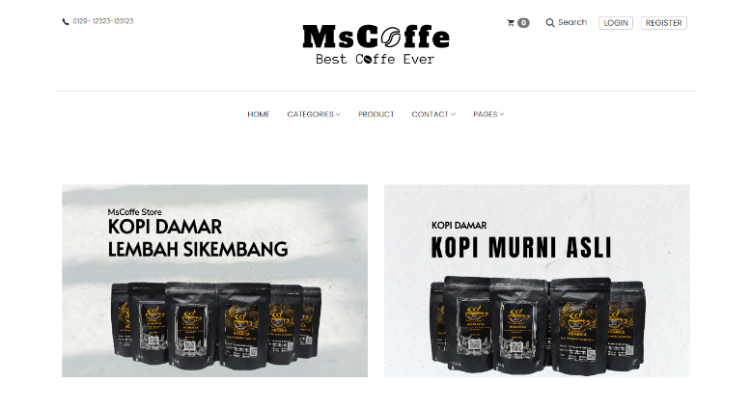 0129- 12323-123123
MsCoffe
Best Coffe Ever
0
Search
LOGIN
REGISTER
HOME
CATEGORIES
PRODUCT
CONTACT
PAGES
MsCoffe Store
KOPI DAMAR
LEMBAH SIKEMBANG
KOPI DAMAR
KOPI MURNI ASLI